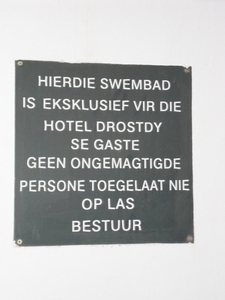 HIERDIE SWEMBAD
IS EKSKLUSIEF VIR DIE
HOTEL DROSTDY
SE GASTE
GEEN ONGEMAGTIGDE
PERSONE TOEGELAAT NIE
OP LAS
BESTUUR